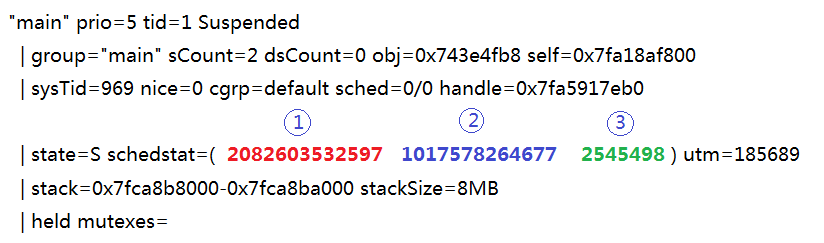 "main" prio=5 tid=1 Suspended
| group="main" sCount=2 dsCount=0 obj=0x743e4fb8 self=0x7fa18af800
| sysTid=969 nice=0 cgrp=default sched=0/0 handle=0x7fa5917eb0
① ② ③
| state=S schedstat=( 2082603532597 1017578264677 2545498 ) utm=185689
| stack=0x7fca8b8000-0x7fca8ba000 stackSize=8MB
| held mutexes=